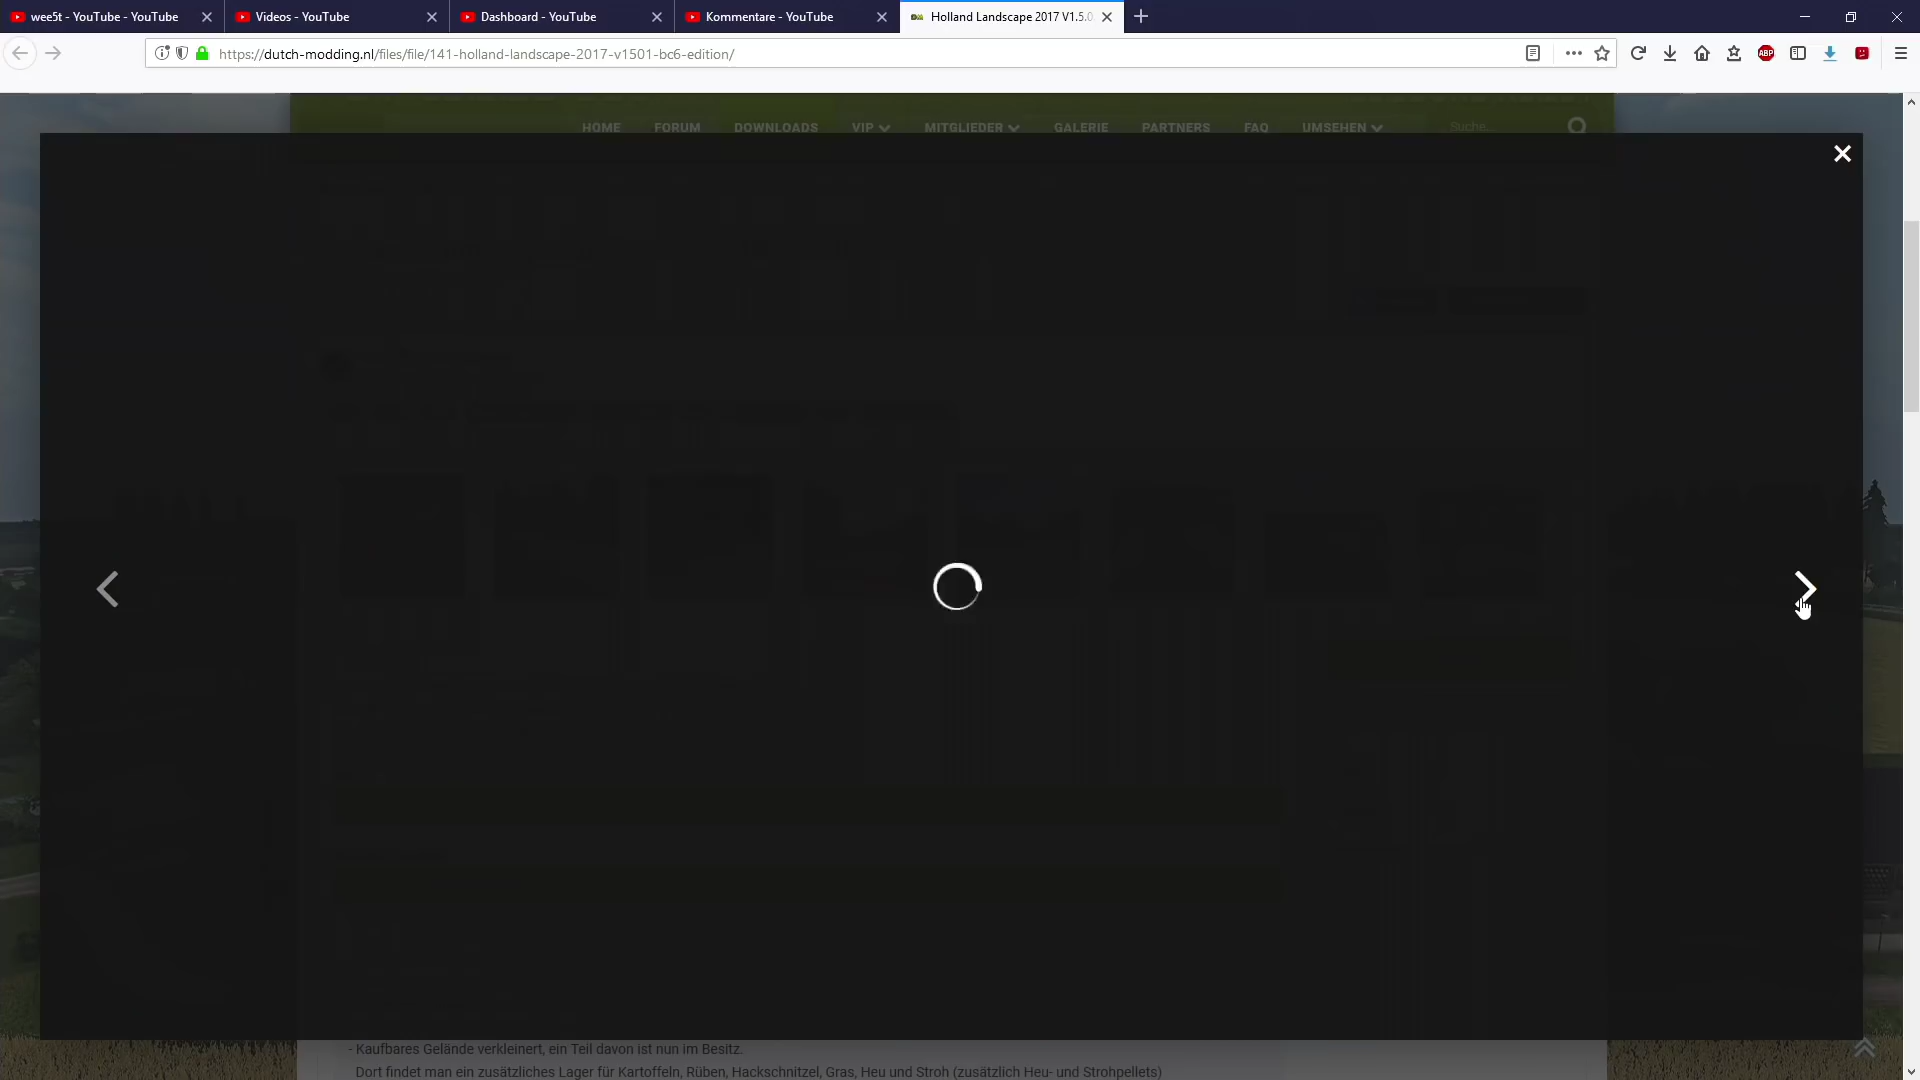 wee5t - YouTube - YouTube
Videos - YouTube
Dashboard - YouTube
Kommentare - YouTube
Holland Landscape 2017 V1.5.0
https://dutch-modding.nl/files/file/141-holland-landscape-2017-v1501-bc6-edition/
ABP
HOME FORUM DOWNLOADS VIP MITGLIEDER GALERIE PARTNERS FAQ UMSEHEN Suche...
- Kaufbares Gelände verkleinert, ein Teil davon ist nun im Besitz.
Dort findet man ein zusätzliches Lager für Kartoffeln, Rüben, Hackschnitzel, Gras, Heu und Stroh (zusätzlich Heu- und Strohpellets)